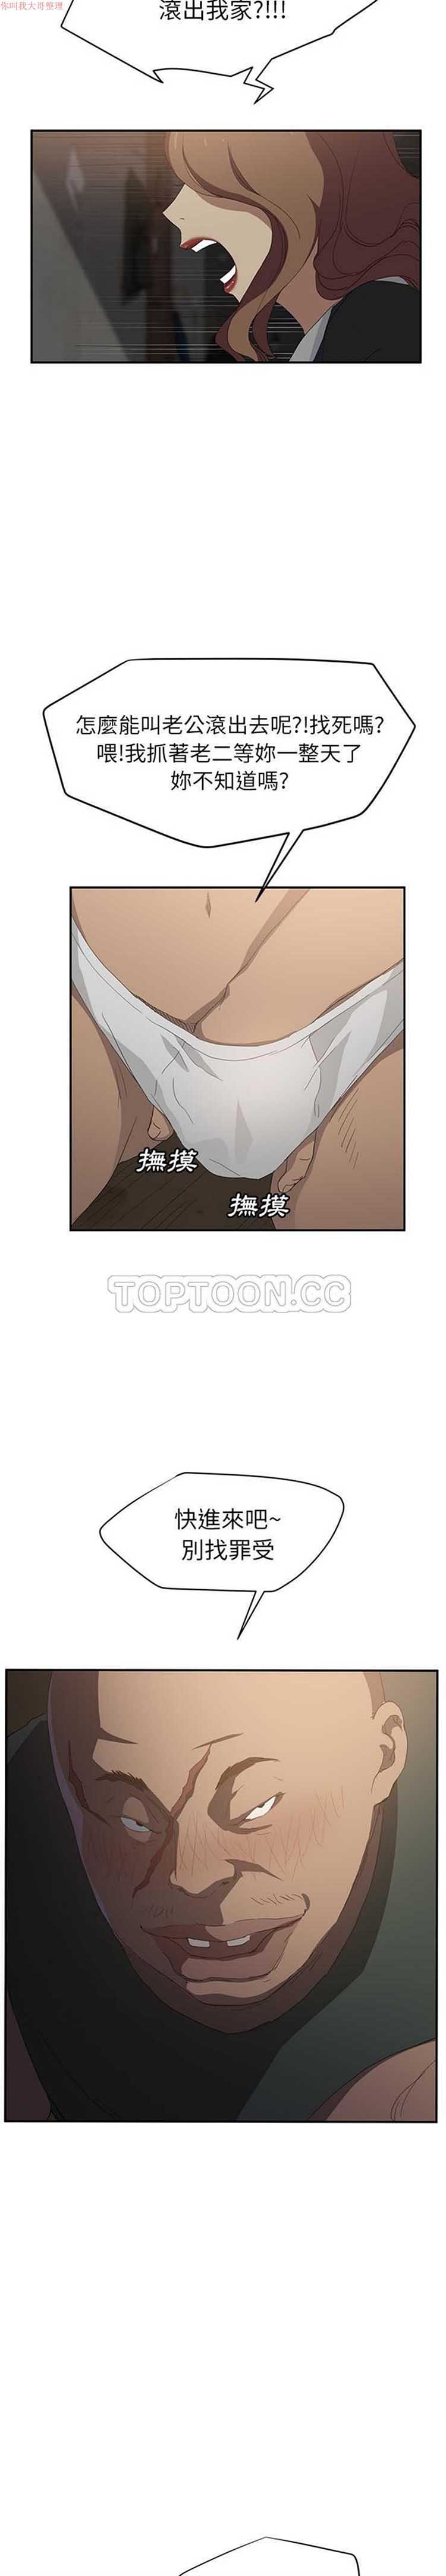 你叫我大哥整理
滾出我家?!!!
怎麼能叫老公滾出去呢?!找死嗎?
喂!我抓著老二等妳一整天了
妳不知道嗎?
撫摸
撫摸
TOPTOON.CC
快進來吧~
別找罪受